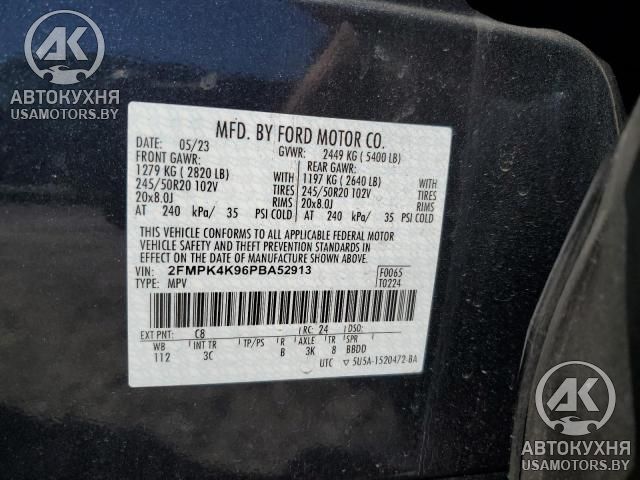 АК
АВТОКУХНЯ
USAMOTORS.BY
MFD. BY FORD MOTOR CO.
DATE: 05/23 GVWR: 2449 KG ( 5400 LB)
FRONT GAWR: REAR GAWR:
1279 KG ( 2820 LB) WITH 1197 KG ( 2640 LB) WITH
245/50R20 102V TIRES 245/50R20 102V TIRES
20x8.0J RIMS 20x8.0J RIMS
AT 240 kPa/ 35 PSI COLD AT 240 kPa/ 35 PSI COLD
THIS VEHICLE CONFORMS TO ALL APPLICABLE FEDERAL MOTOR
VEHICLE SAFETY AND THEFT PREVENTION STANDARDS IN
EFFECT ON THE DATE OF MANUFACTURE SHOWN ABOVE.
VIN: 2FMPK4K96PBA52913 F0065
TYPE: MPV T0224
EXT PNT: C8 RC: 24 DSO:
WB INT TR TP/PS R AXLE TR SPR
112 3C B 3K 8 BBDD
UTC ▽ 5U5A-1520472-BA
АК
АВТОКУХНЯ
USAMOTORS.BY